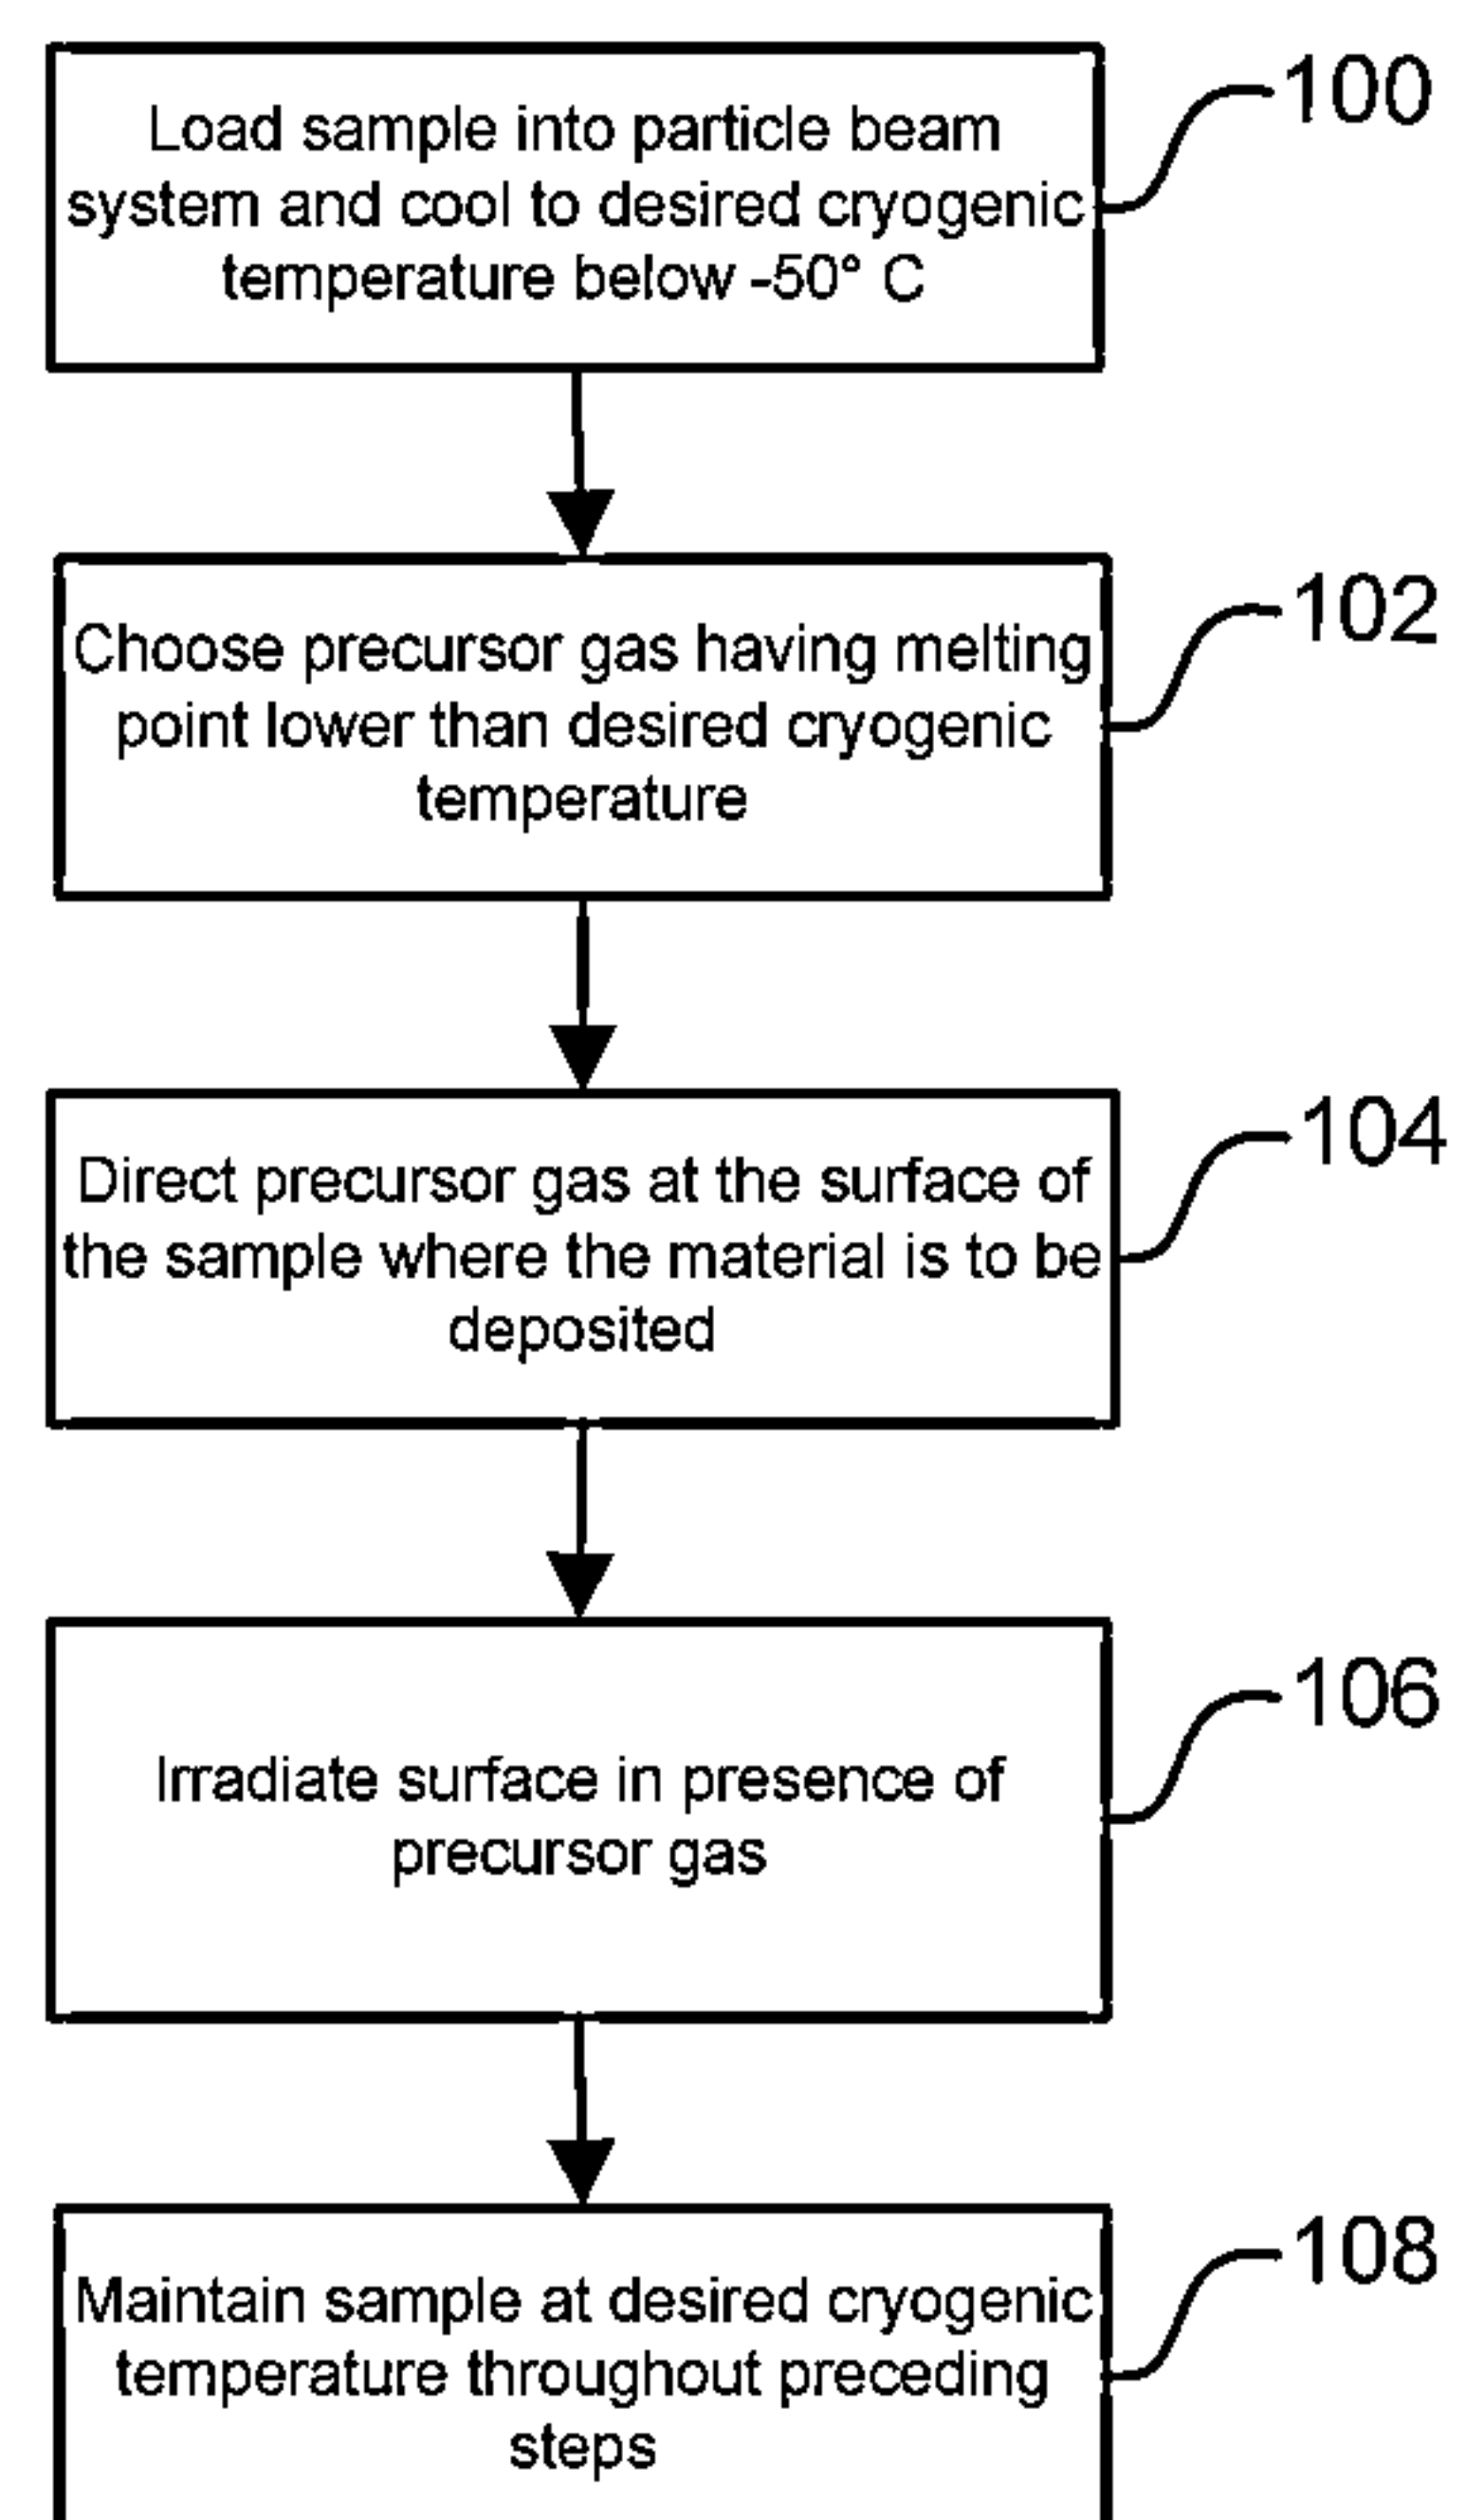 100
Load sample into particle beam
system and cool to desired cryogenic
temperature below -50º C
102
Choose precursor gas having melting
point lower than desired cryogenic
temperature
104
Direct precursor gas at the surface of
the sample where the material is to be
deposited
106
Irradiate surface in presence of
precursor gas
108
Maintain sample at desired cryogenic
temperature throughout preceding
steps